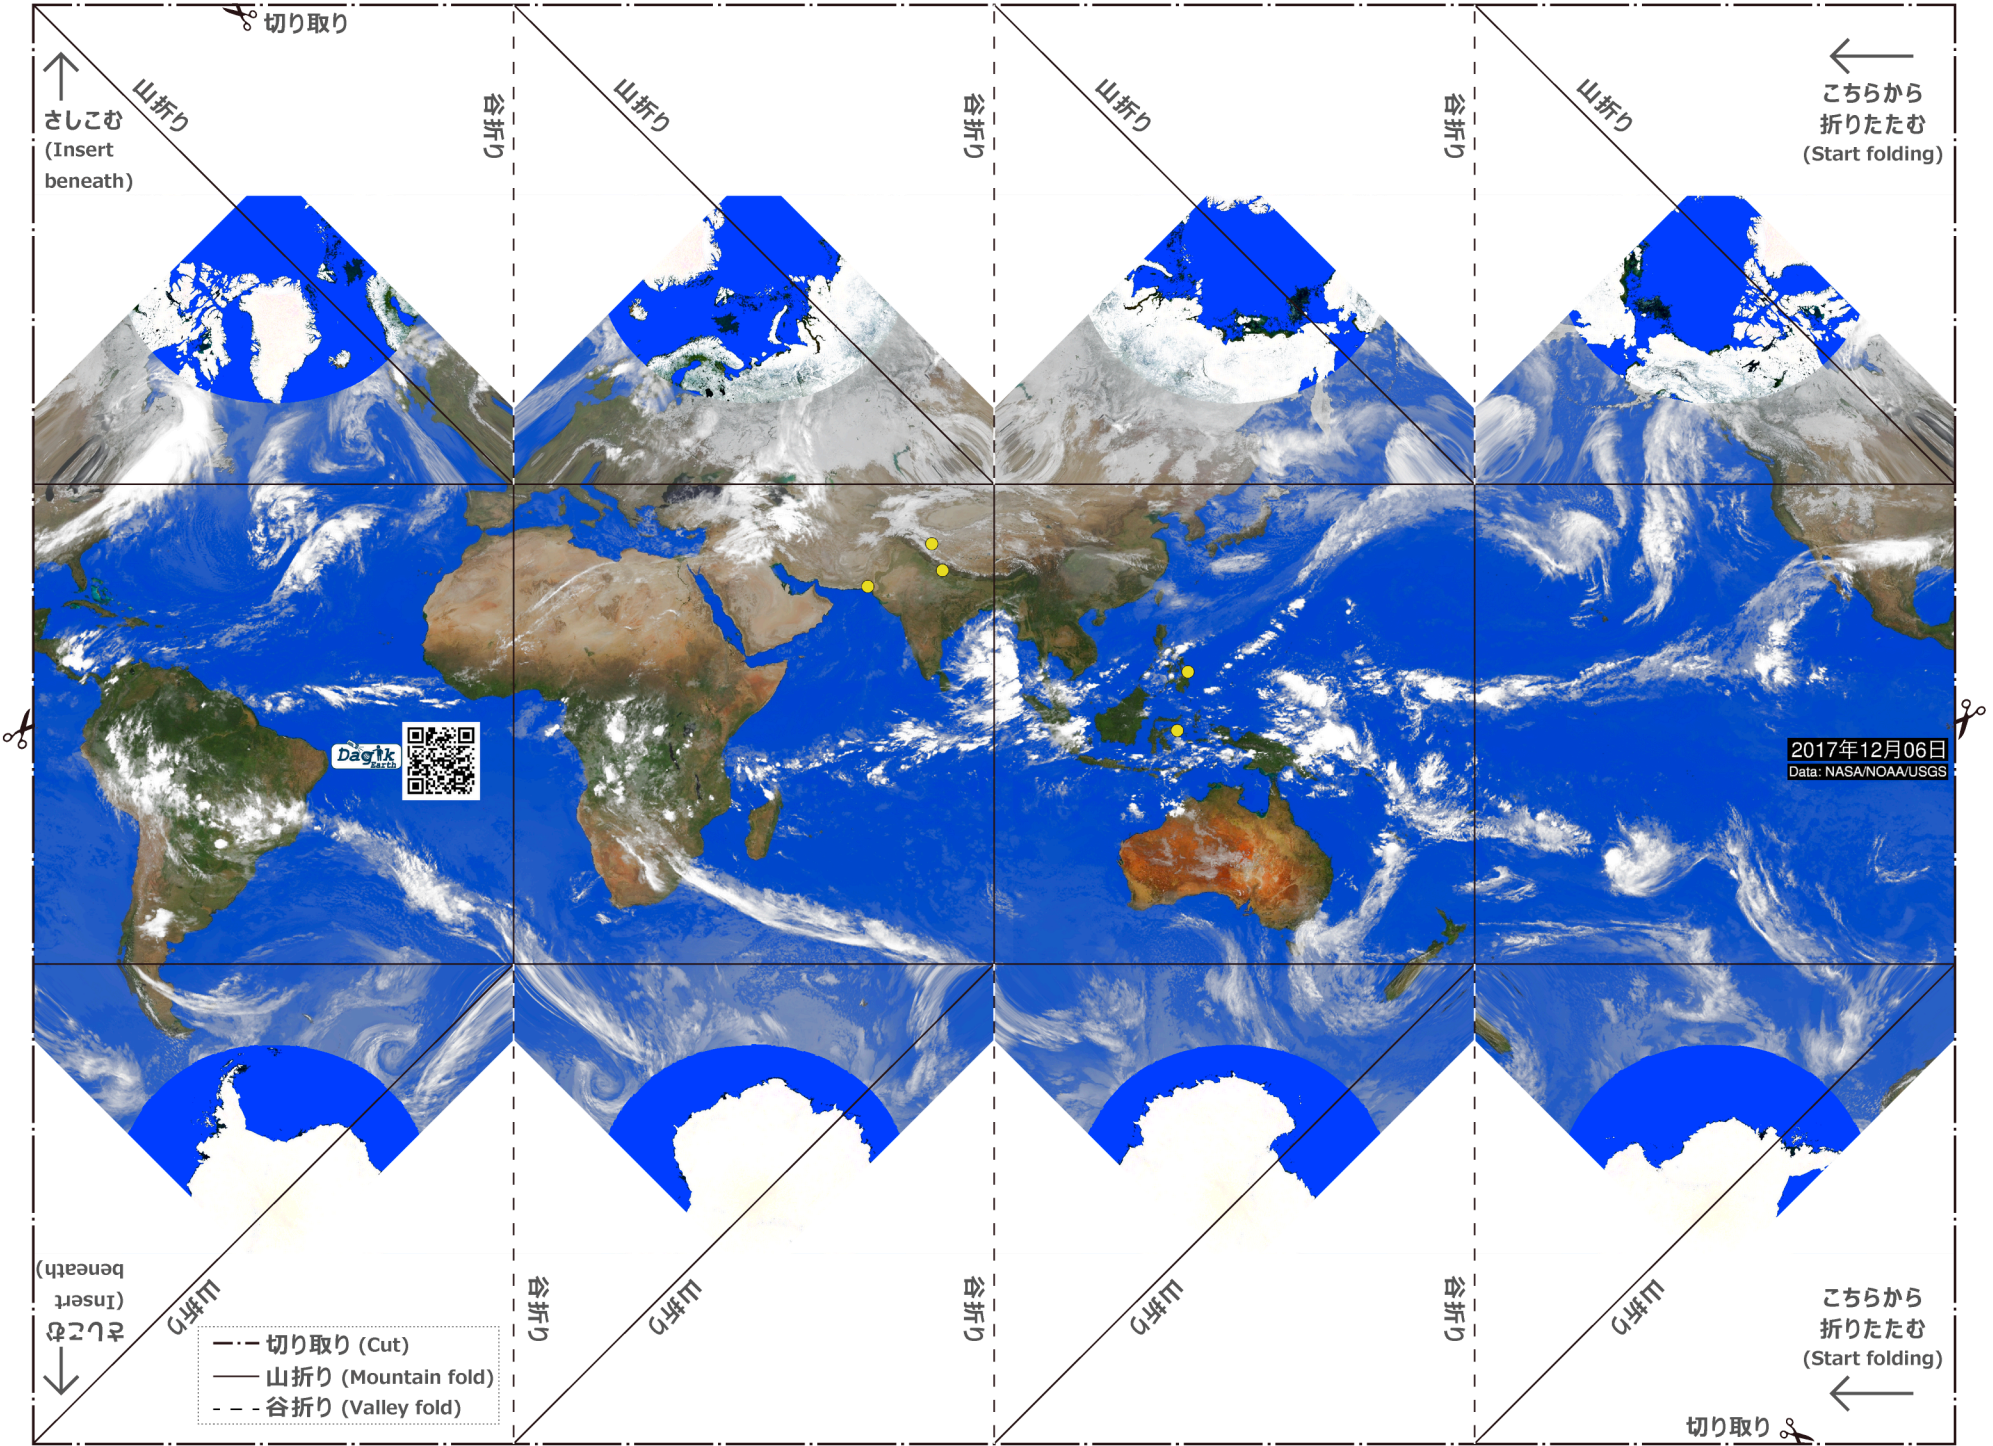 切り取り
さしこむ
(Insert
beneath)
山折り
谷折り
山折り
谷折り
山折り
谷折り
山折り
こちらから
折りたたむ
(Start folding)
Dagik
Earth
2017年12月06日
Data: NASA/NOAA/USGS
さしこむ
(Insert
beneath)
山折り
谷折り
山折り
谷折り
山折り
谷折り
山折り
こちらから
折りたたむ
(Start folding)
切り取り (Cut)
山折り (Mountain fold)
谷折り (Valley fold)
切り取り